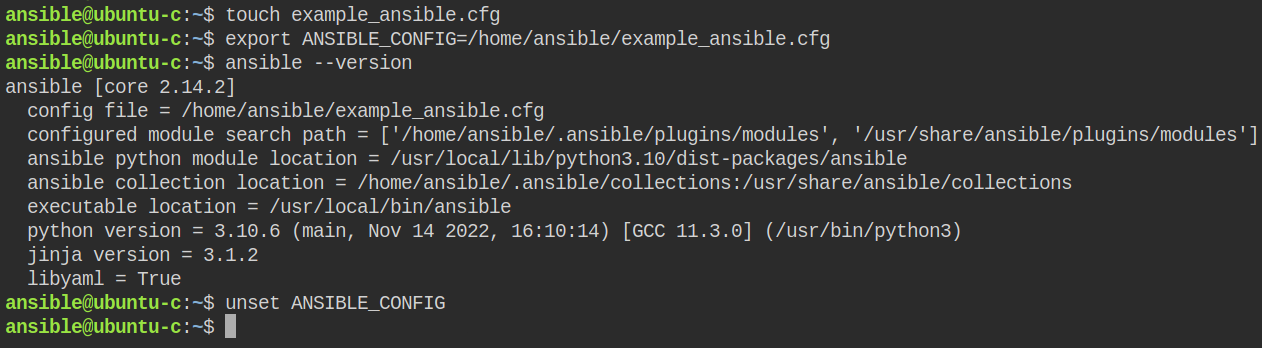 ansible@ubuntu-c:~$ touch example_ansible.cfg
ansible@ubuntu-c:~$ export ANSIBLE_CONFIG=/home/ansible/example_ansible.cfg
ansible@ubuntu-c:~$ ansible --version
ansible [core 2.14.2]
  config file = /home/ansible/example_ansible.cfg
  configured module search path = ['/home/ansible/.ansible/plugins/modules', '/usr/share/ansible/plugins/modules']
  ansible python module location = /usr/local/lib/python3.10/dist-packages/ansible
  ansible collection location = /home/ansible/.ansible/collections:/usr/share/ansible/collections
  executable location = /usr/local/bin/ansible
  python version = 3.10.6 (main, Nov 14 2022, 16:10:14) [GCC 11.3.0] (/usr/bin/python3)
  jinja version = 3.1.2
  libyaml = True
ansible@ubuntu-c:~$ unset ANSIBLE_CONFIG
ansible@ubuntu-c:~$